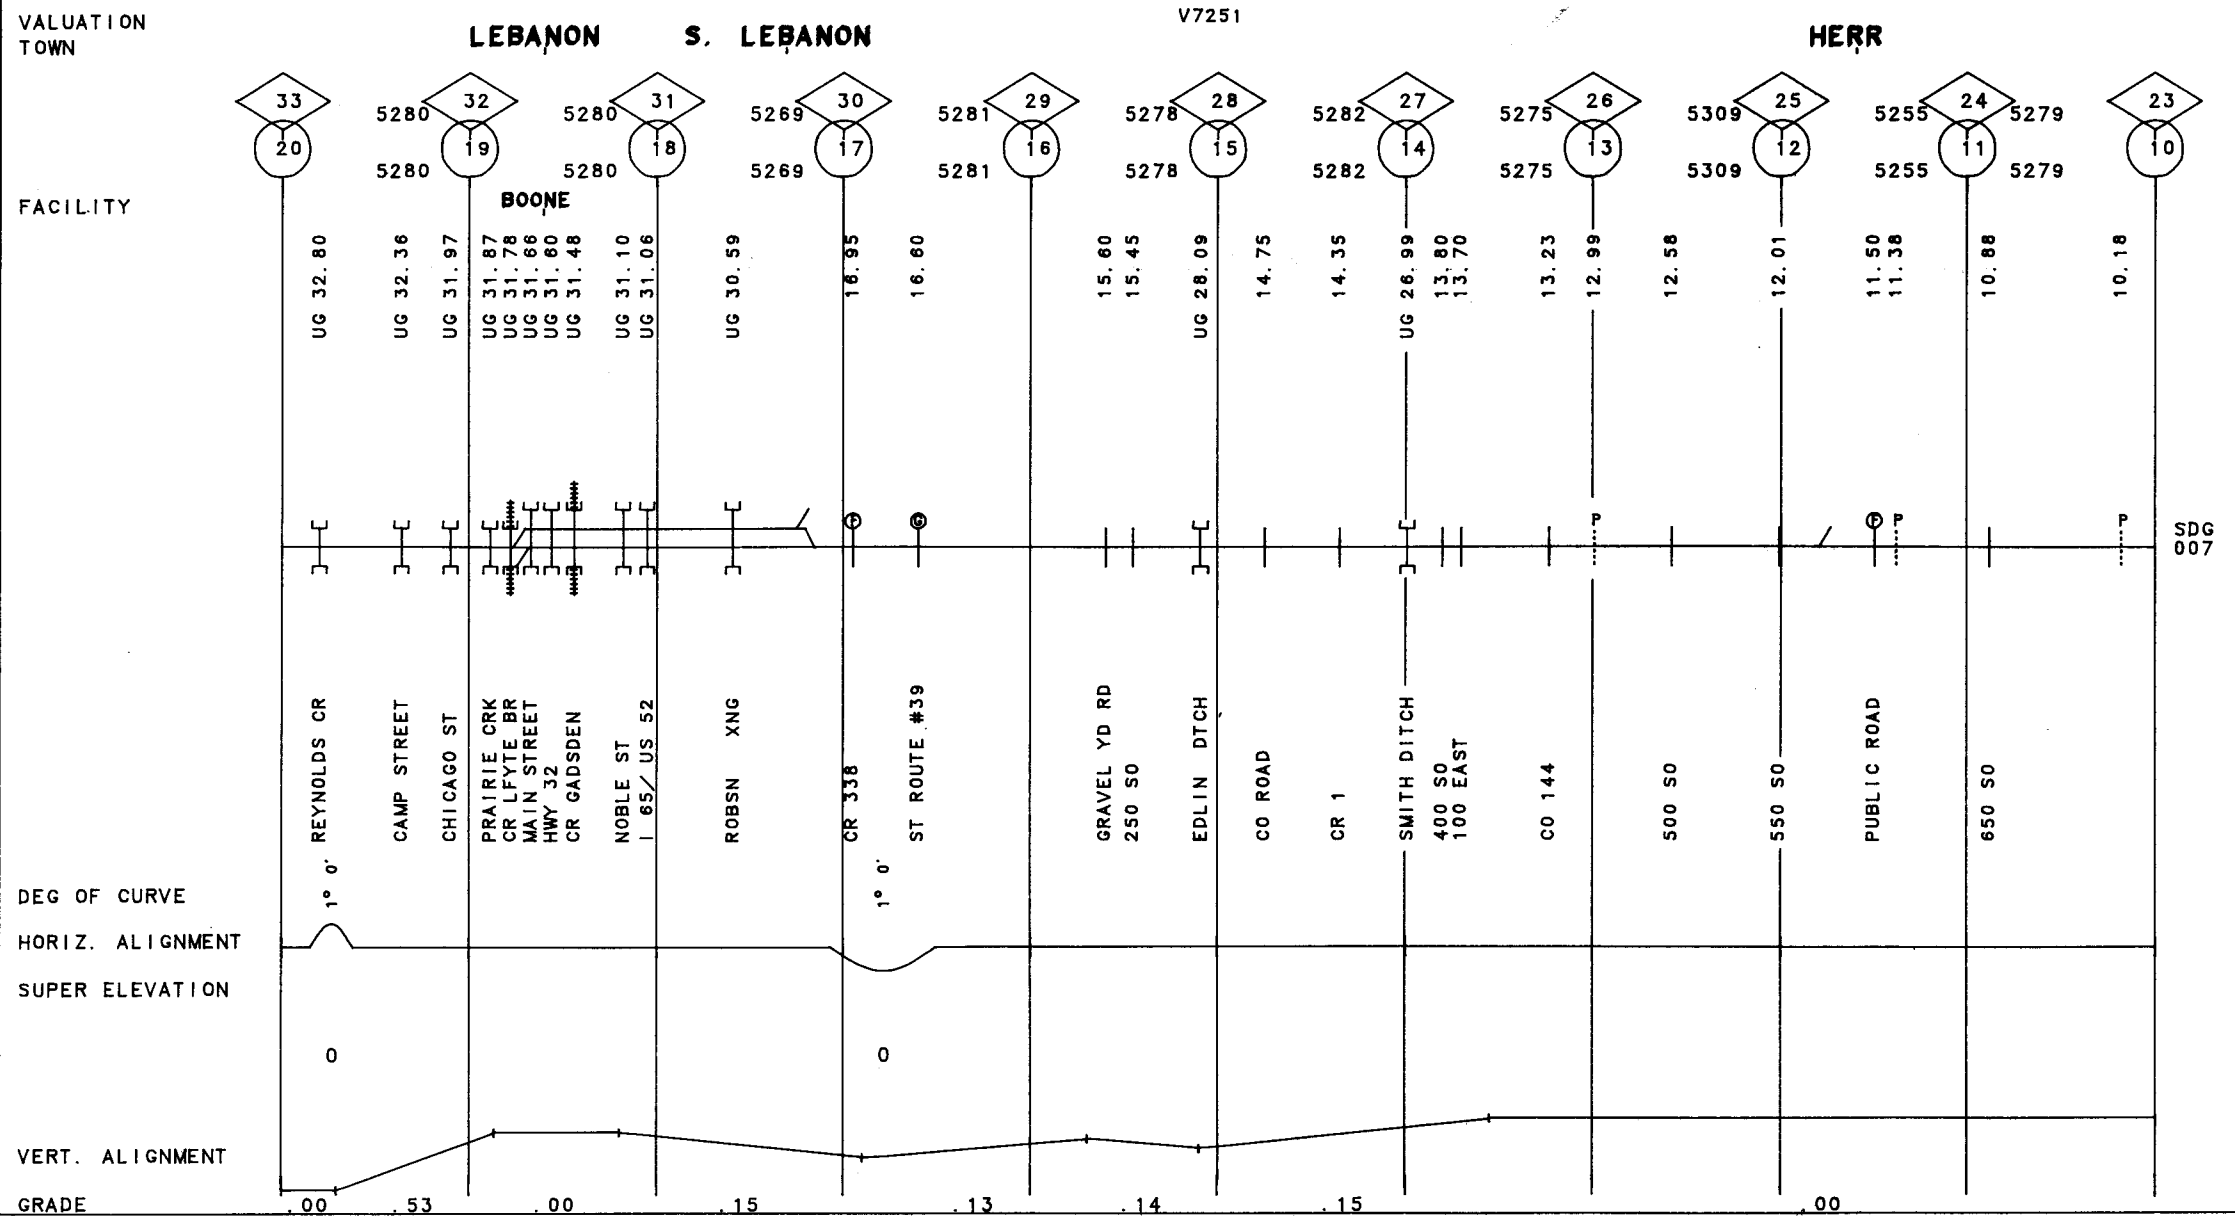 VALUATION
V7251
TOWN
LEBANON
S. LEBANON
HERR
33 32 31 30 29 28 27 26 25 24 23
5280 5280 5269 5281 5278 5282 5275 5309 5255 5279
20 19 18 17 16 15 14 13 12 11 10
5280 5280 5269 5281 5278 5282 5275 5309 5255 5279
FACILITY
BOONE
UG 32.80
UG 32.36
UG 31.97
UG 31.87
UG 31.78
UG 31.66
UG 31.60
UG 31.48
UG 31.10
UG 31.06
UG 30.59
16.95
16.60
15.60
15.45
UG 28.09
14.75
14.35
UG 26.99
13.80
13.70
13.23
12.99
12.58
12.01
11.50
11.38
10.88
10.18
G P P P
SDG
007
REYNOLDS CR
CAMP STREET
CHICAGO ST
PRAIRIE CRK
CR LFYTE BR
MAIN STREET
HWY 32
CR GADSDEN
NOBLE ST
I 65/ US 52
ROBSN XNG
CR 338
ST ROUTE #39
GRAVEL YD RD
250 SO
EDLIN DTCH
CO ROAD
CR 1
SMITH DITCH
400 SO
100 EAST
CO 144
500 SO
550 SO
PUBLIC ROAD
650 SO
DEG OF CURVE
1° 0'
1° 0'
HORIZ. ALIGNMENT
SUPER ELEVATION
0 0
VERT. ALIGNMENT
GRADE
.00 .53 .00 .15 .13 .14 .15 .00